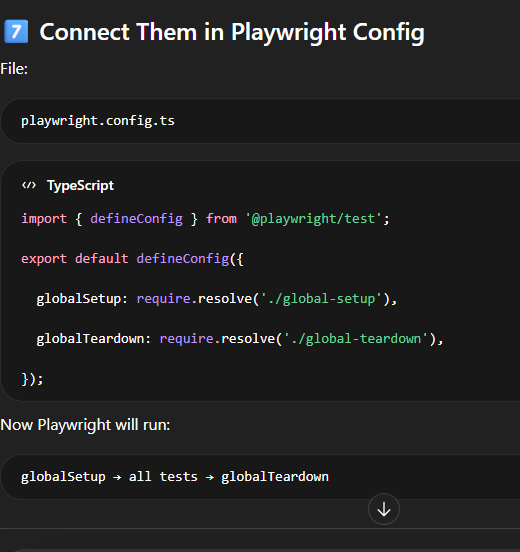 7 Connect Them in Playwright Config
File:
playwright.config.ts
</> TypeScript
import { defineConfig } from '@playwright/test';
export default defineConfig({
globalSetup: require.resolve('./global-setup'),
globalTeardown: require.resolve('./global-teardown'),
});
Now Playwright will run:
globalSetup → all tests → globalTeardown